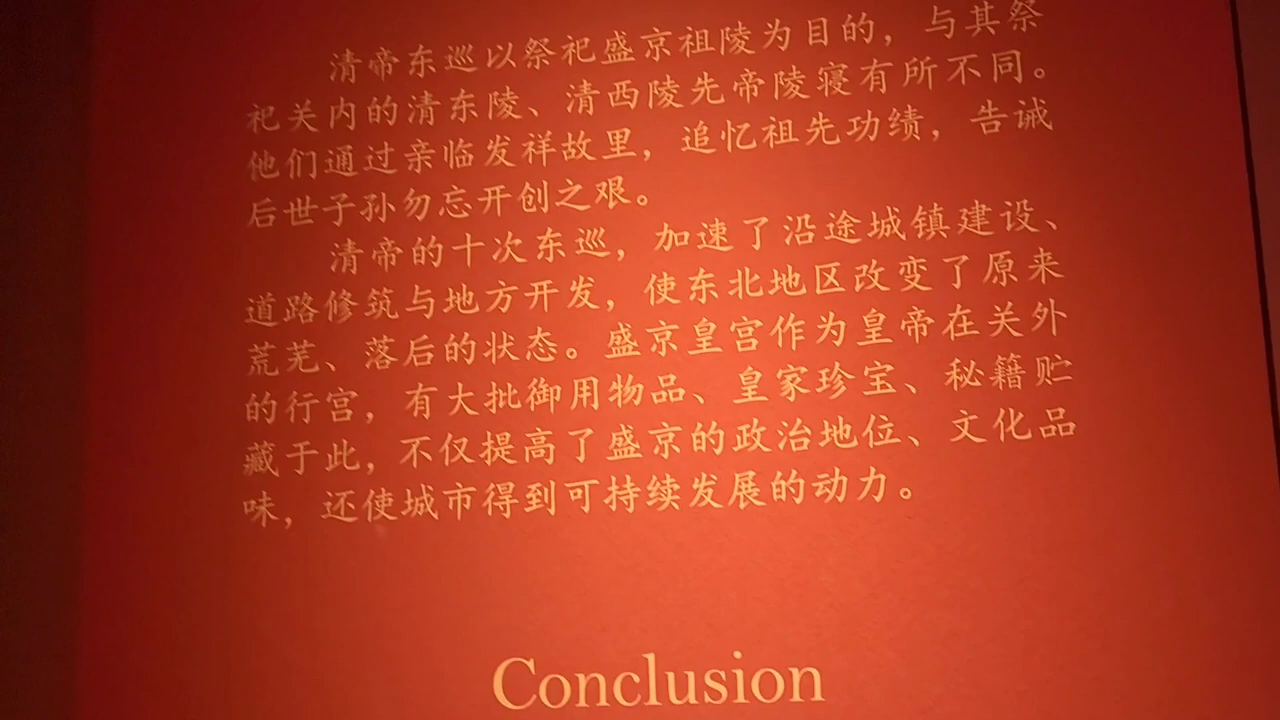 清帝东巡以祭祀盛京祖陵为目的，与其祭
祀关内的清东陵、清西陵先帝陵寝有所不同。
他们通过亲临发祥故里，追忆祖先功绩，告诫
后世子孙勿忘开创之艰。
清帝的十次东巡，加速了沿途城镇建设、
道路修筑与地方开发，使东北地区改变了原来
荒芜、落后的状态。盛京皇宫作为皇帝在关外
的行宫，有大批御用物品、皇家珍宝、秘籍贮
藏于此，不仅提高了盛京的政治地位、文化品
味，还使城市得到可持续发展的动力。
Conclusion